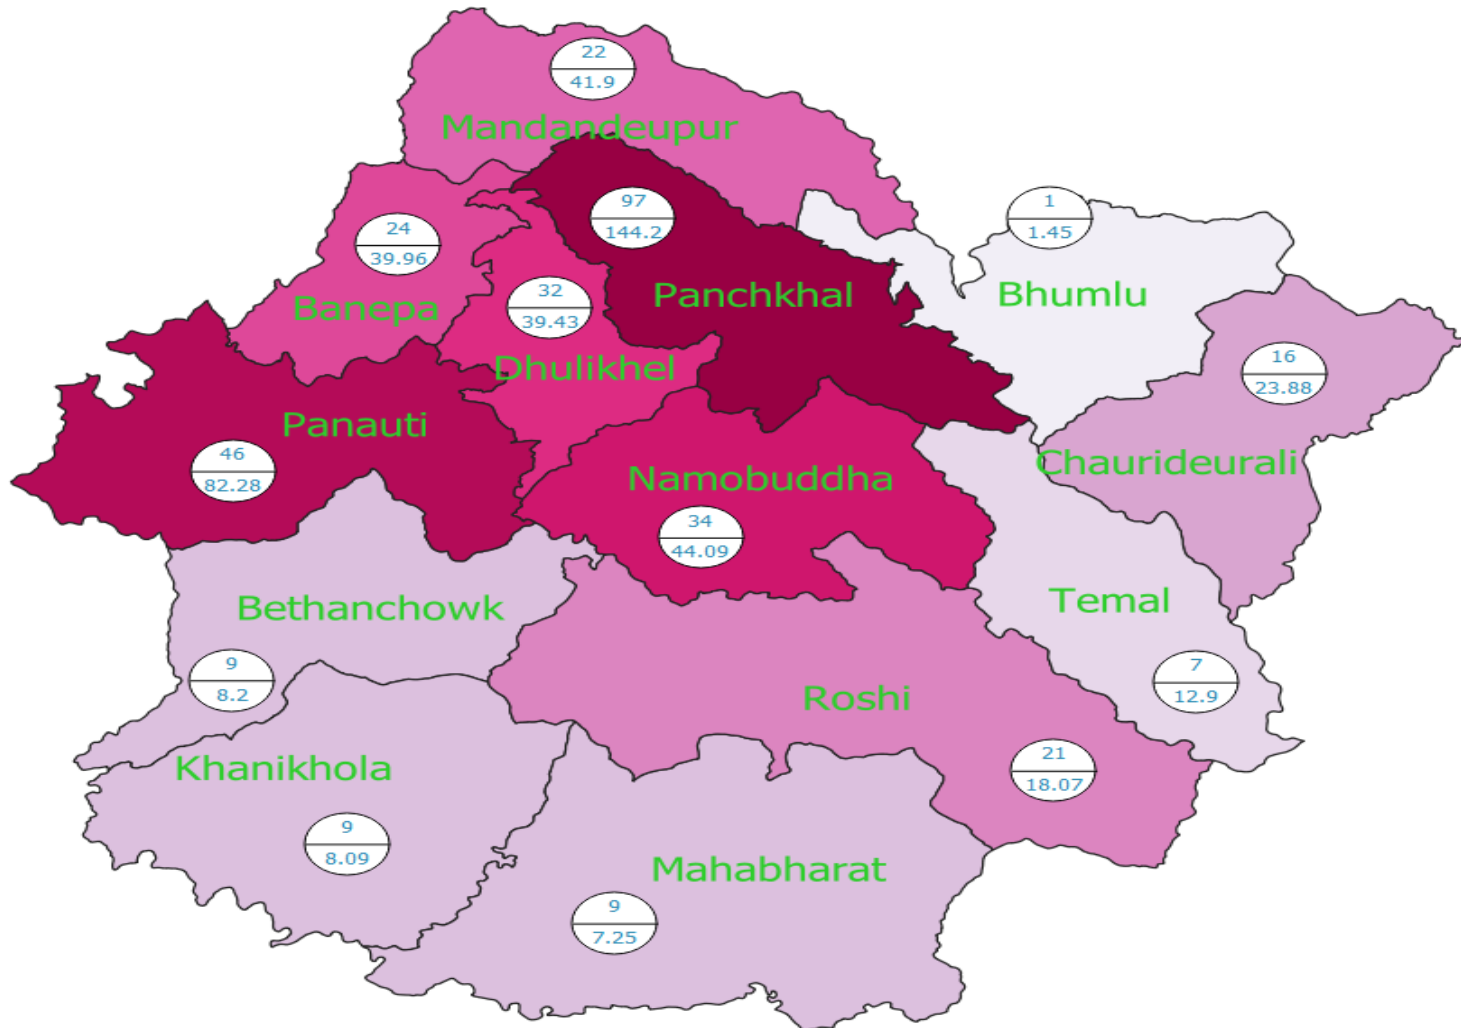 22
41.9
Mandandeupur
97
144.2
1
1.45
24
39.96
Banepa
32
39.43
Panchkhal
Bhumlu
16
23.88
Dhulikhel
Panauti
46
82.28
Namobuddha
34
44.09
Chaurideurali
Bethanchowk
9
8.2
Temal
7
12.9
Roshi
21
18.07
Khanikhola
9
8.09
Mahabharat
9
7.25